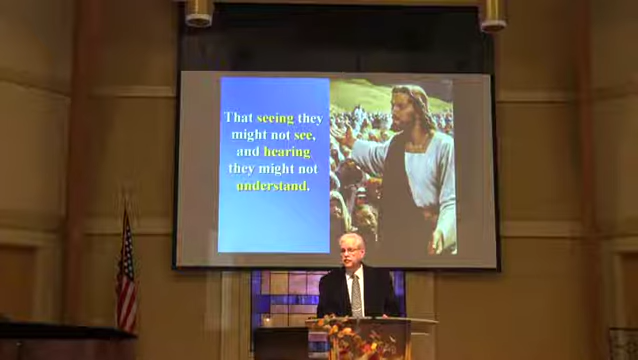 That seeing they
might not see,
and hearing
they might not
understand.